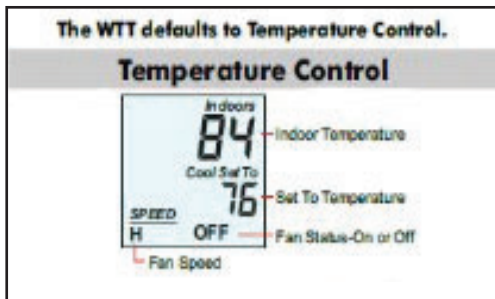 The WTT defaults to Temperature Control.
Temperature Control
Indoors
84
Indoor Temperature
Cool Set To
76
Set To Temperature
SPEED
H OFF
Fan Status-On or Off
Fan Speed